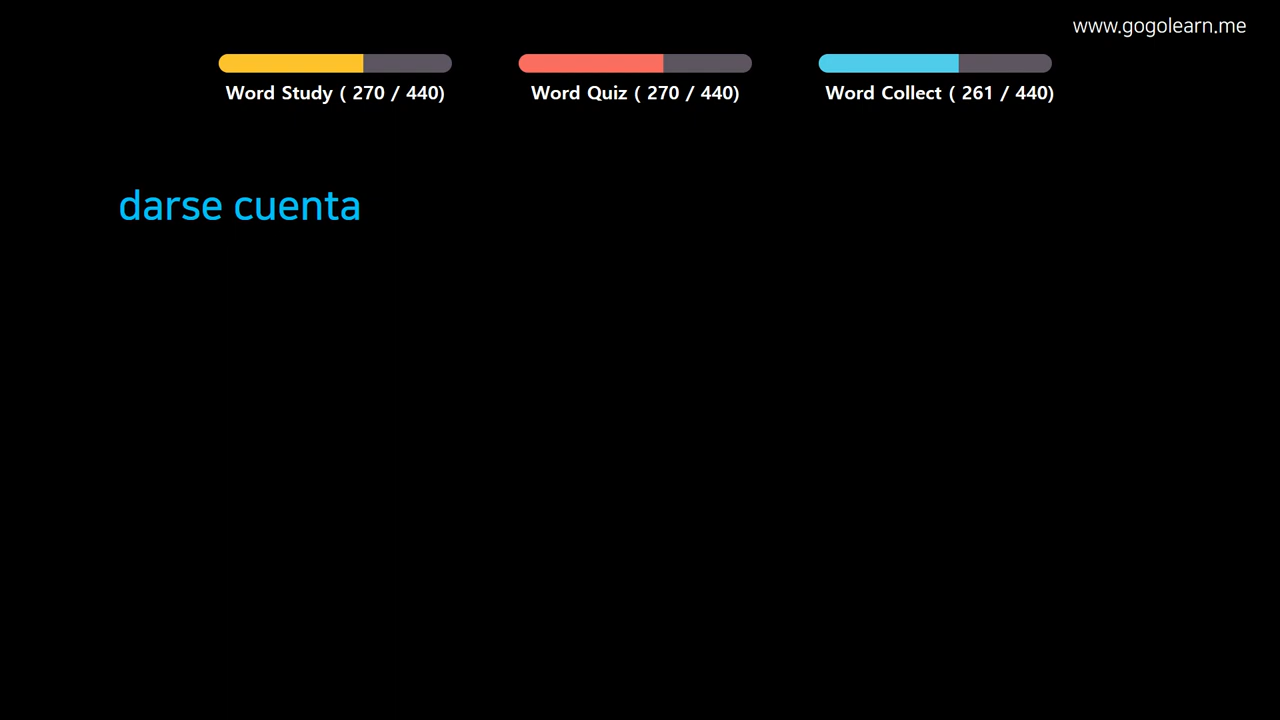 www.gogolearn.me
Word Study ( 270 / 440)
Word Quiz ( 270 / 440)
Word Collect ( 261 / 440)
darse cuenta